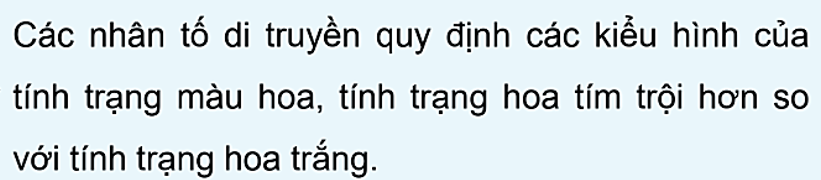 Các nhân tố di truyền quy định các kiểu hình của
tính trạng màu hoa, tính trạng hoa tím trội hơn so
với tính trạng hoa trắng.